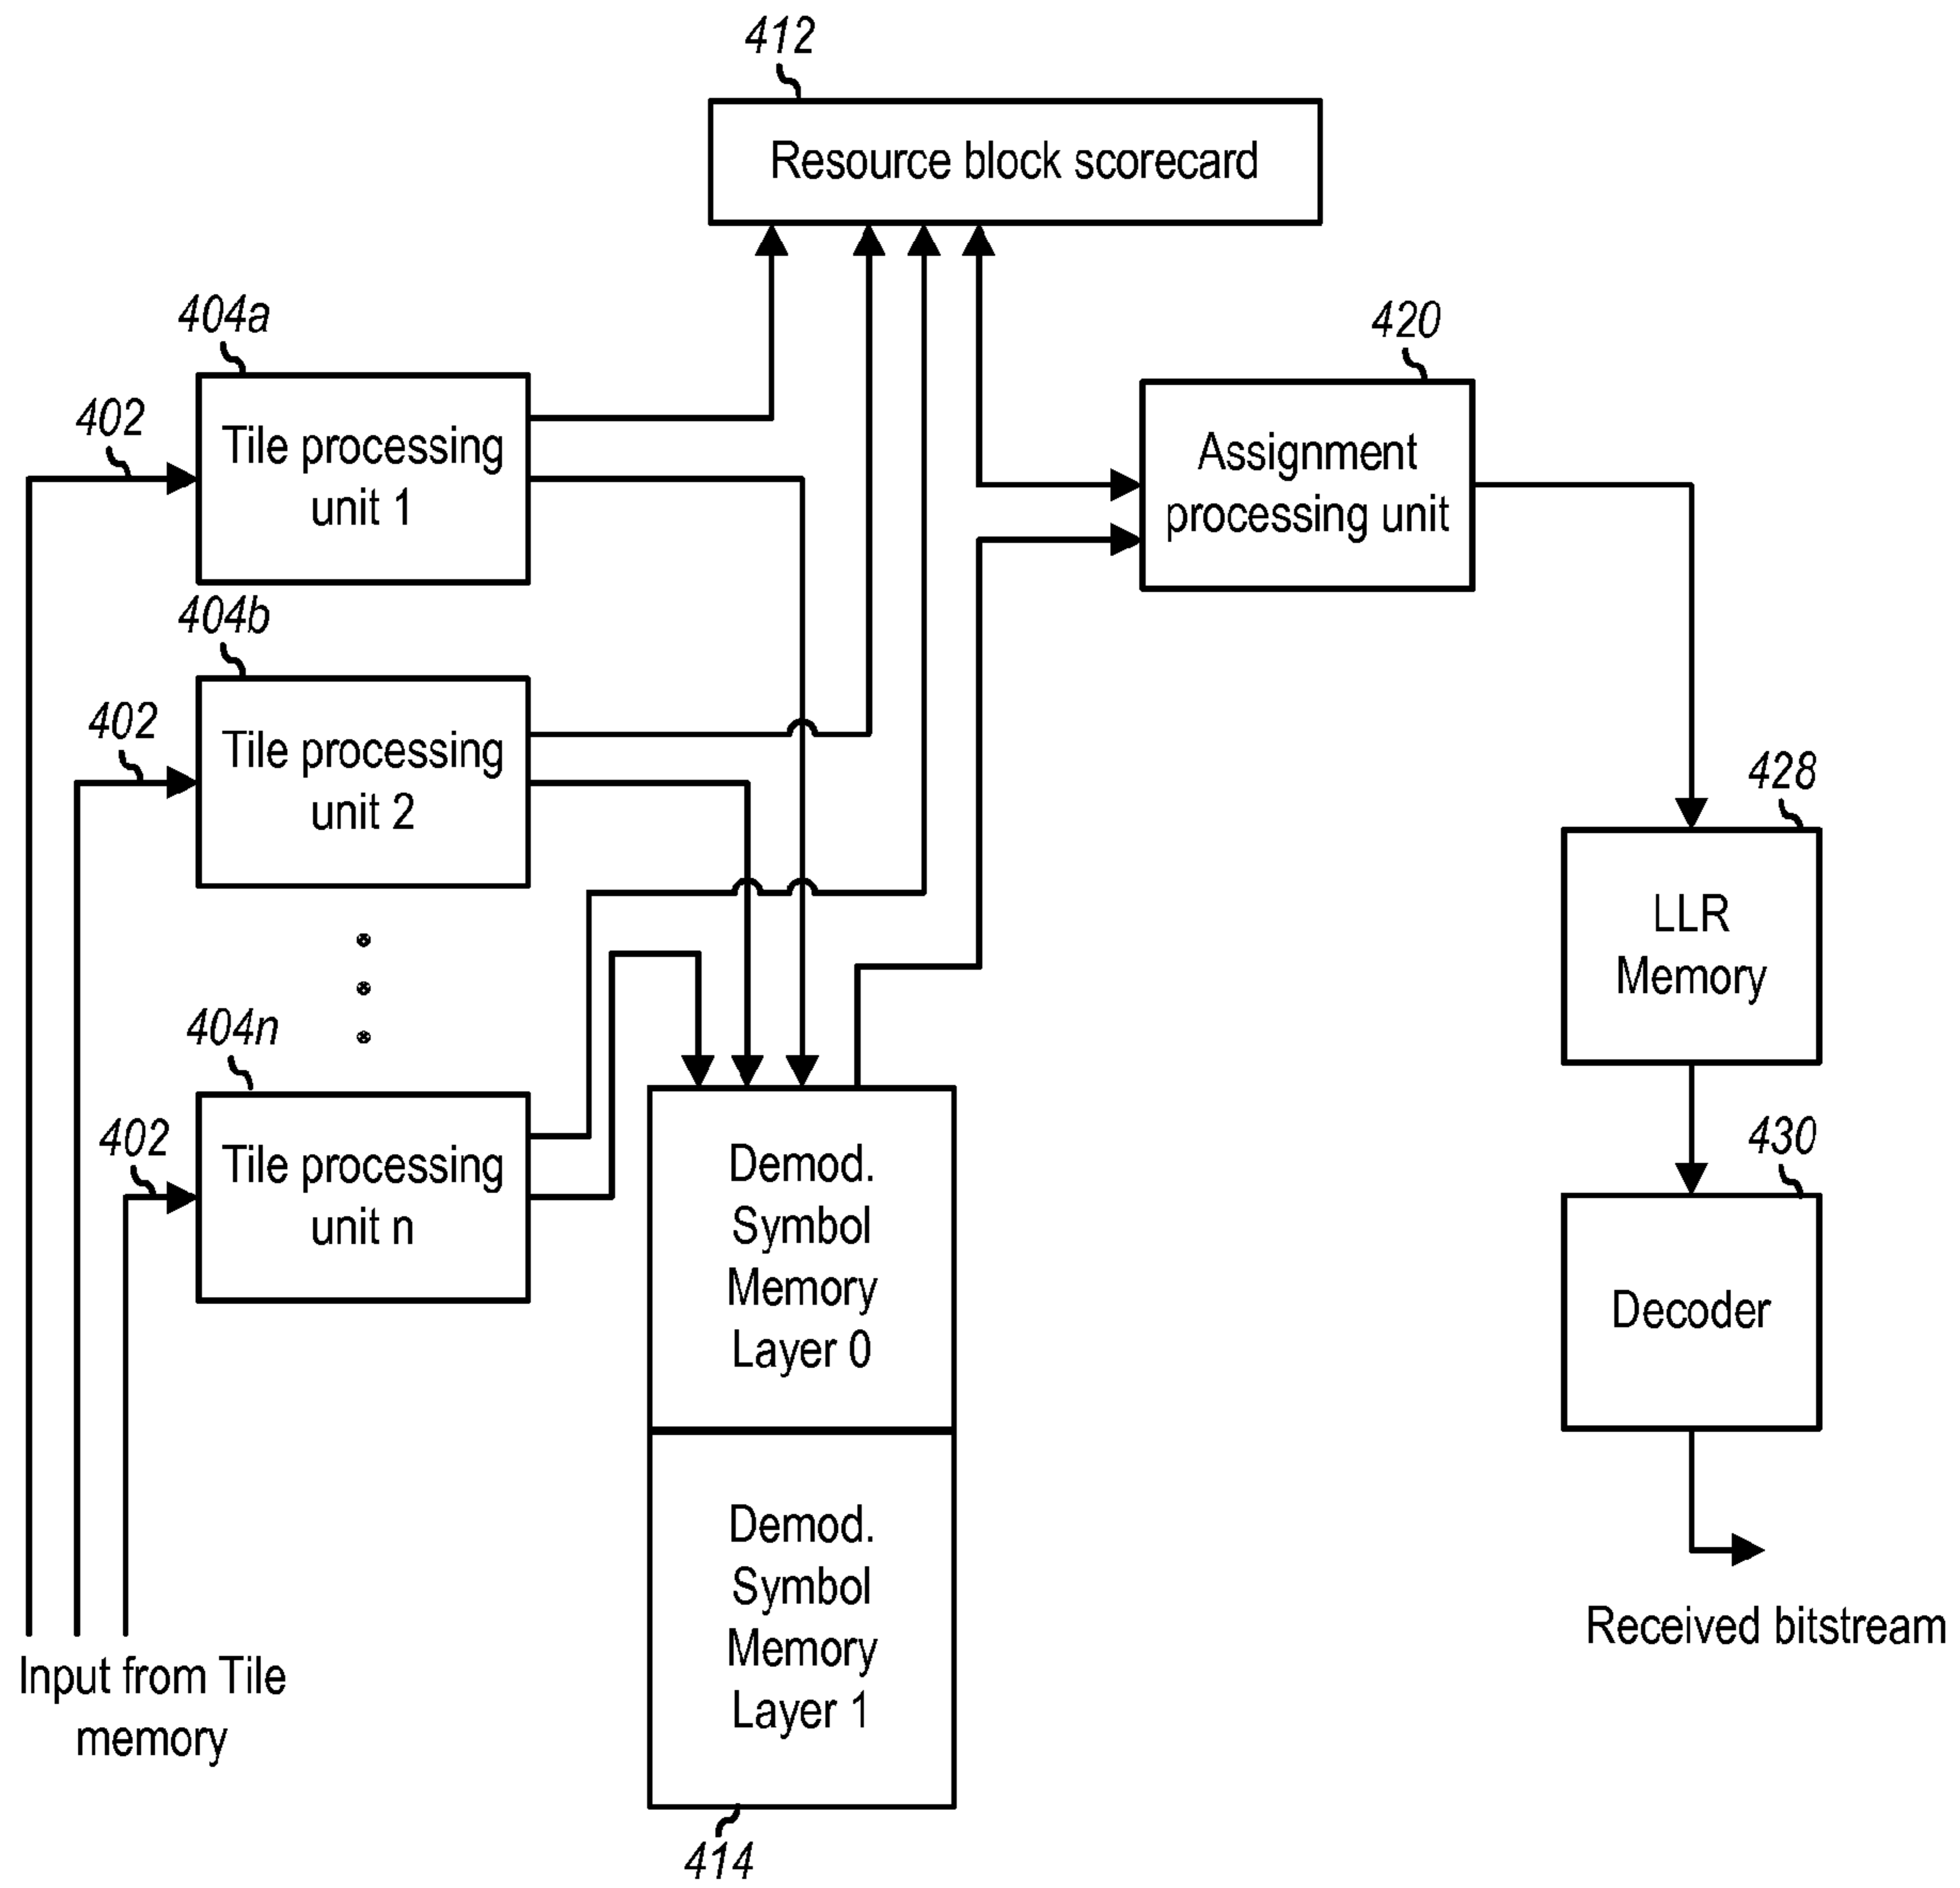 412
Resource block scorecard
404a
420
402
Tile processing
unit 1
Assignment
processing unit
404b
402
Tile processing
unit 2
428
LLR
Memory
404n
402
Tile processing
unit n
Demod.
Symbol
Memory
Layer 0
430
Decoder
Demod.
Symbol
Memory
Layer 1
Received bitstream
Input from Tile
memory
414